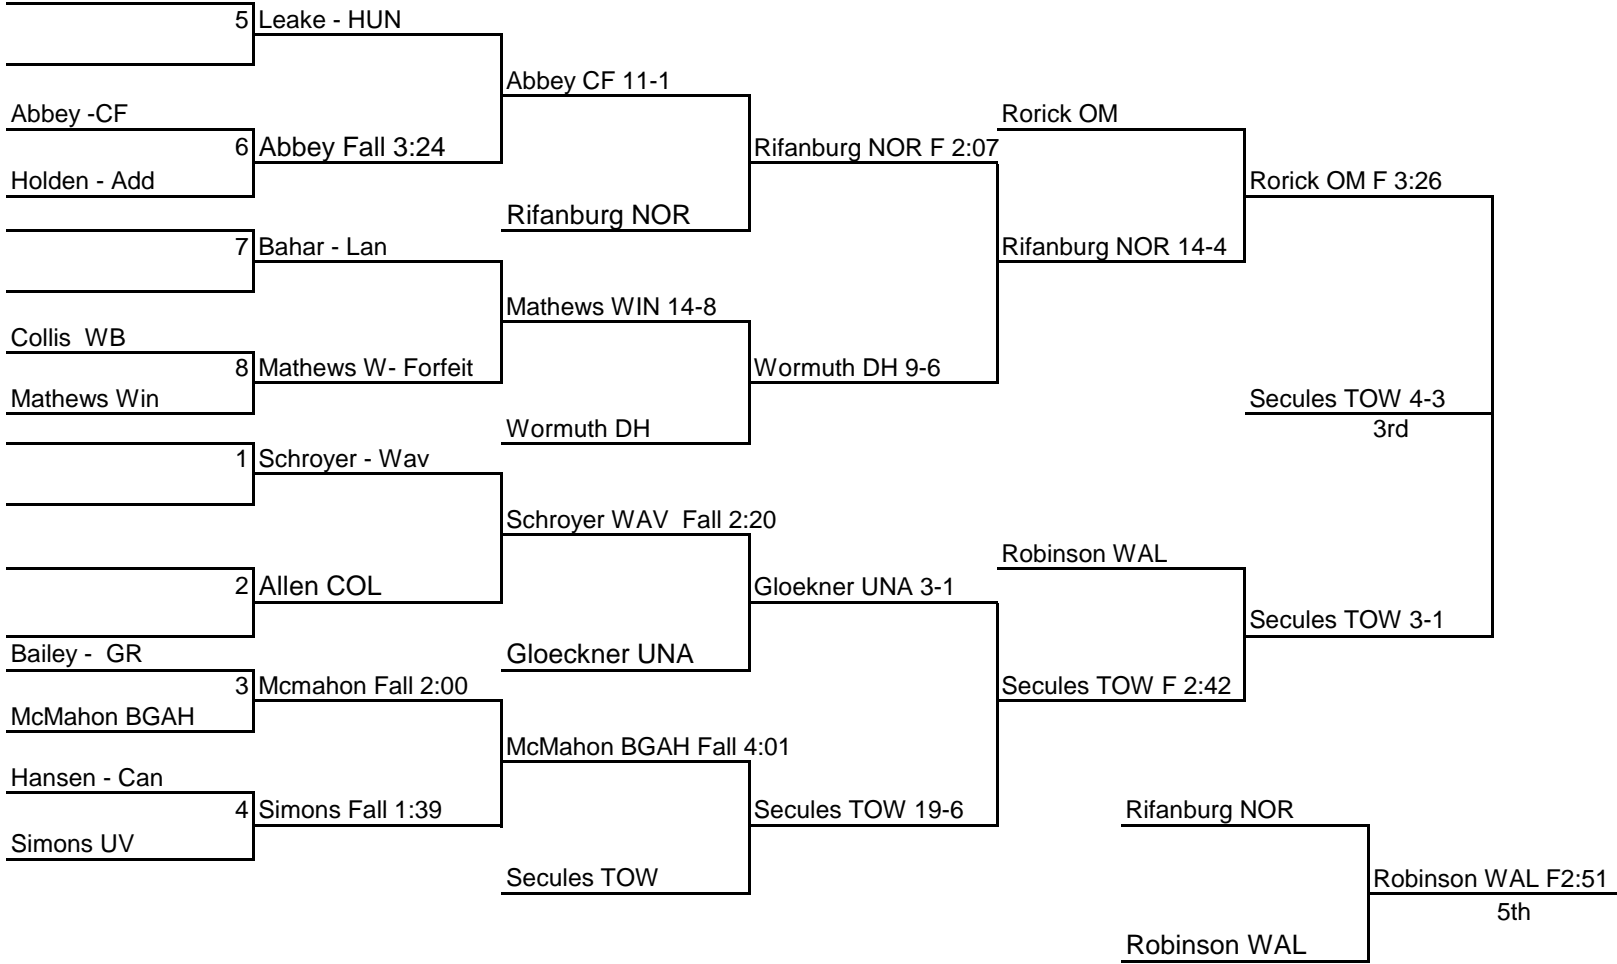 5 Leake - HUN
Abbey CF 11-1
Abbey -CF
Rorick OM
6 Abbey Fall 3:24
Rifanburg NOR F 2:07
Holden - Add
Rorick OM F 3:26
Rifanburg NOR
7 Bahar - Lan
Rifanburg NOR 14-4
Mathews WIN 14-8
Collis  WB
8 Mathews W- Forfeit
Wormuth DH 9-6
Mathews Win
Secules TOW 4-3
3rd
Wormuth DH
1 Schroyer - Wav
Schroyer WAV  Fall 2:20
Robinson WAL
2 Allen COL
Gloekner UNA 3-1
Secules TOW 3-1
Bailey -  GR
Gloeckner UNA
3 Mcmahon Fall 2:00
Secules TOW F 2:42
McMahon BGAH
McMahon BGAH Fall 4:01
Hansen - Can
4 Simons Fall 1:39
Secules TOW 19-6
Rifanburg NOR
Simons UV
Secules TOW
Robinson WAL F2:51
5th
Robinson WAL